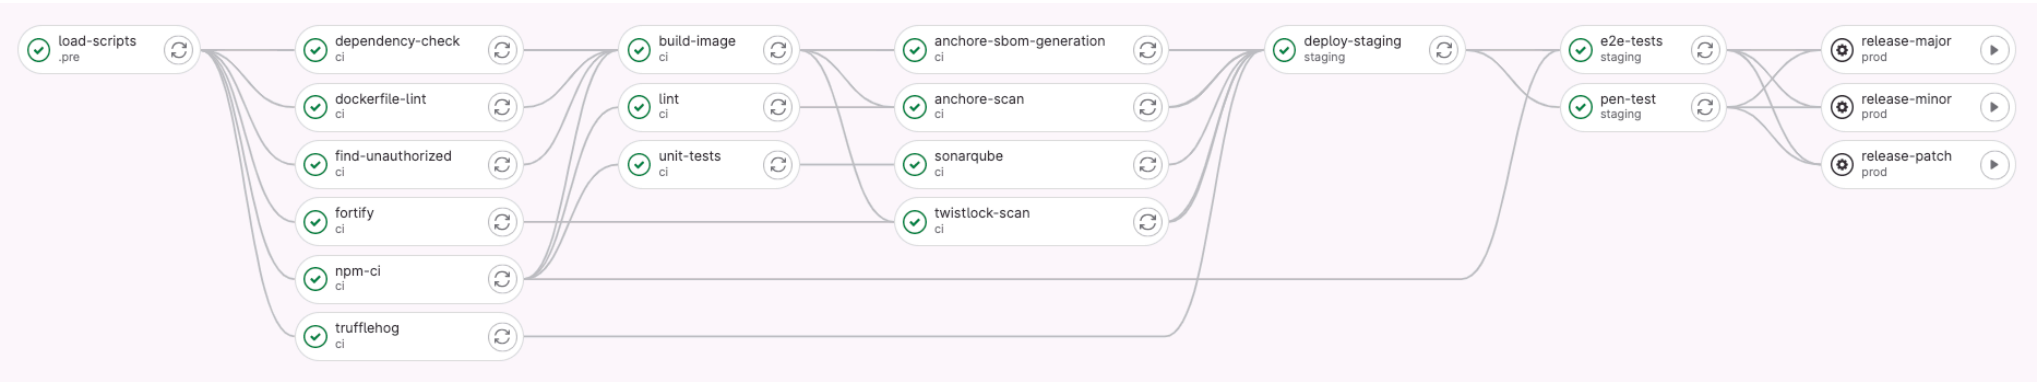 load-scripts
.pre
dependency-check
ci
dockerfile-lint
ci
find-unauthorized
ci
fortify
ci
npm-ci
ci
trufflehog
ci
build-image
ci
lint
ci
unit-tests
ci
anchore-sbom-generation
ci
anchore-scan
ci
sonarqube
ci
twistlock-scan
ci
deploy-staging
staging
e2e-tests
staging
pen-test
staging
release-major
prod
release-minor
prod
release-patch
prod